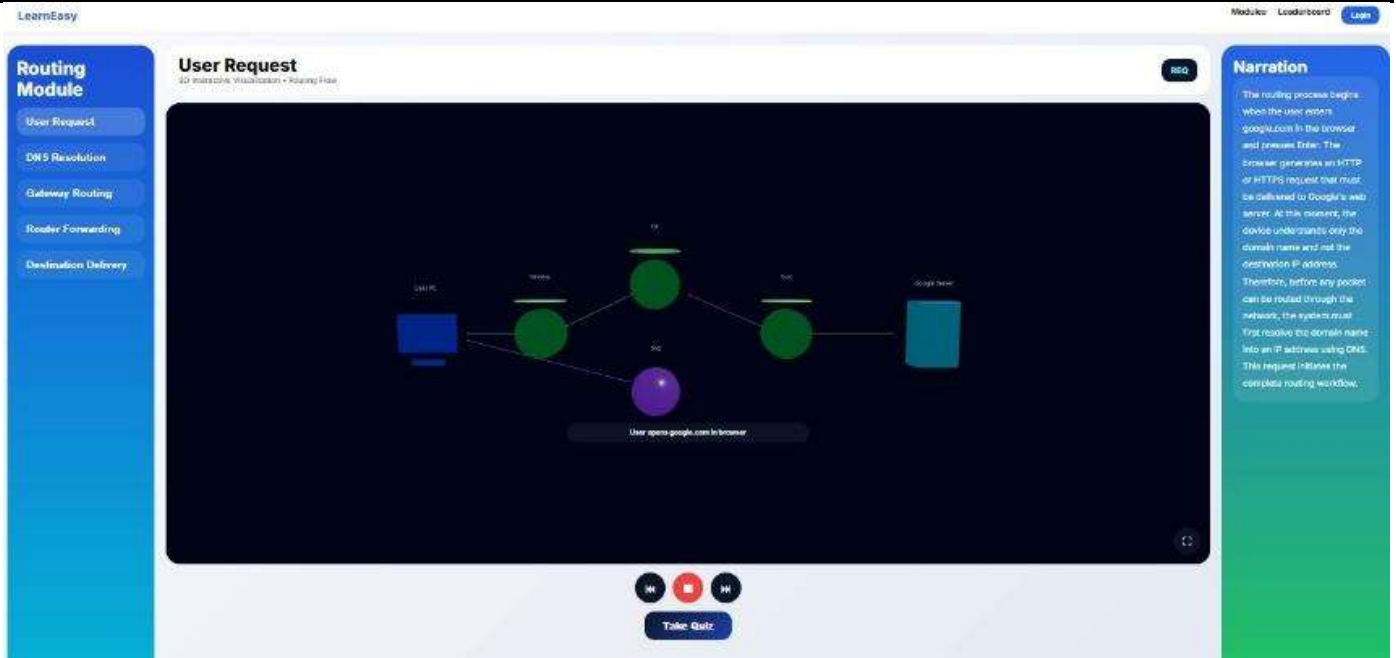 LearnEasy
Modules Leaderboard Login
Routing
Module
User Request
DNS Resolution
Gateway Routing
Router Forwarding
Destination Delivery
User Request
3D Interactive Visualization • Routing Flow
REQ
User PC
Google Server
User opens google.com in browser
Take Quiz
Narration
The routing process begins
when the user enters
google.com in the browser
and presses Enter. The
browser generates an HTTP
or HTTPS request that must
be delivered to Google's web
server. At this moment, the
device understands only the
domain name and not the
destination IP address.
Therefore, before any packet
can be routed through the
network, the system must
first resolve the domain name
into an IP address using DNS.
This request initiates the
complete routing workflow.